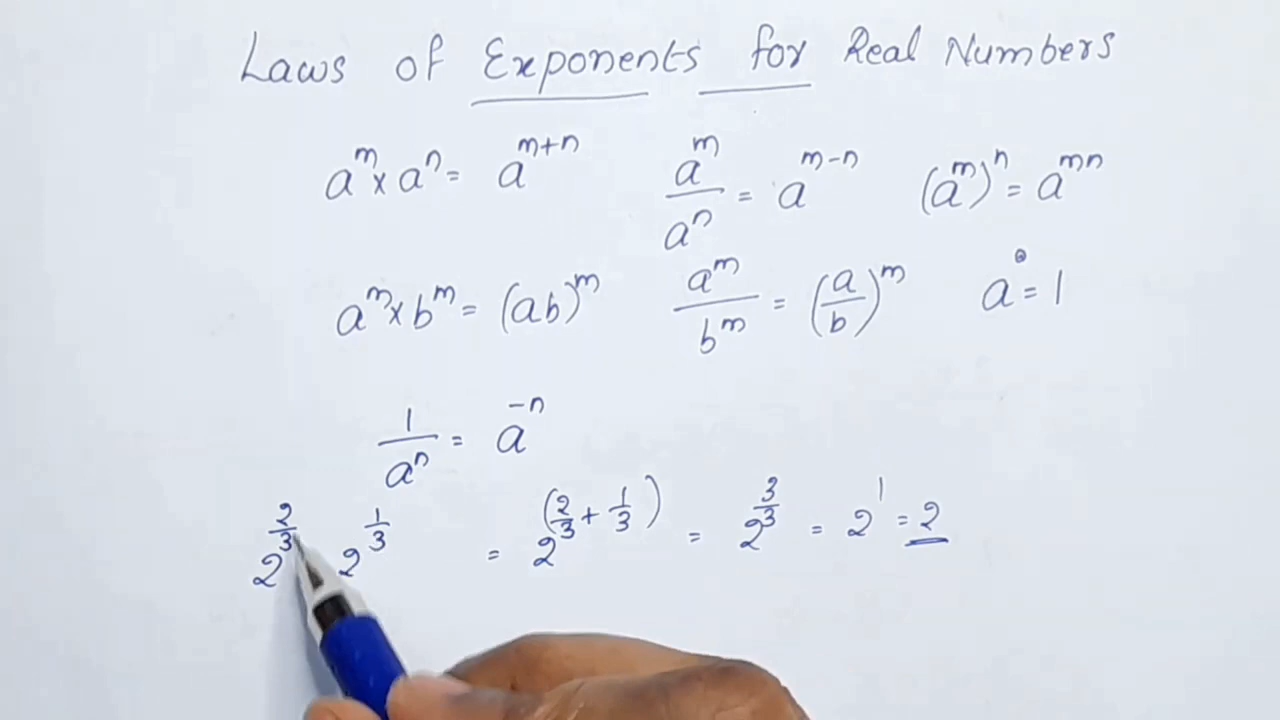 Laws of Exponents for Real Numbers
a^m × a^n = a^{m+n}   a^m/a^n = a^{m-n}   (a^m)^n = a^{mn}
a^m × b^m = (ab)^m   a^m/b^m = (a/b)^m   a^0 = 1
1/a^n = a^{-n}
2^{2/3} 2^{1/3} = 2^{(2/3 + 1/3)} = 2^{3/3} = 2^1 = 2